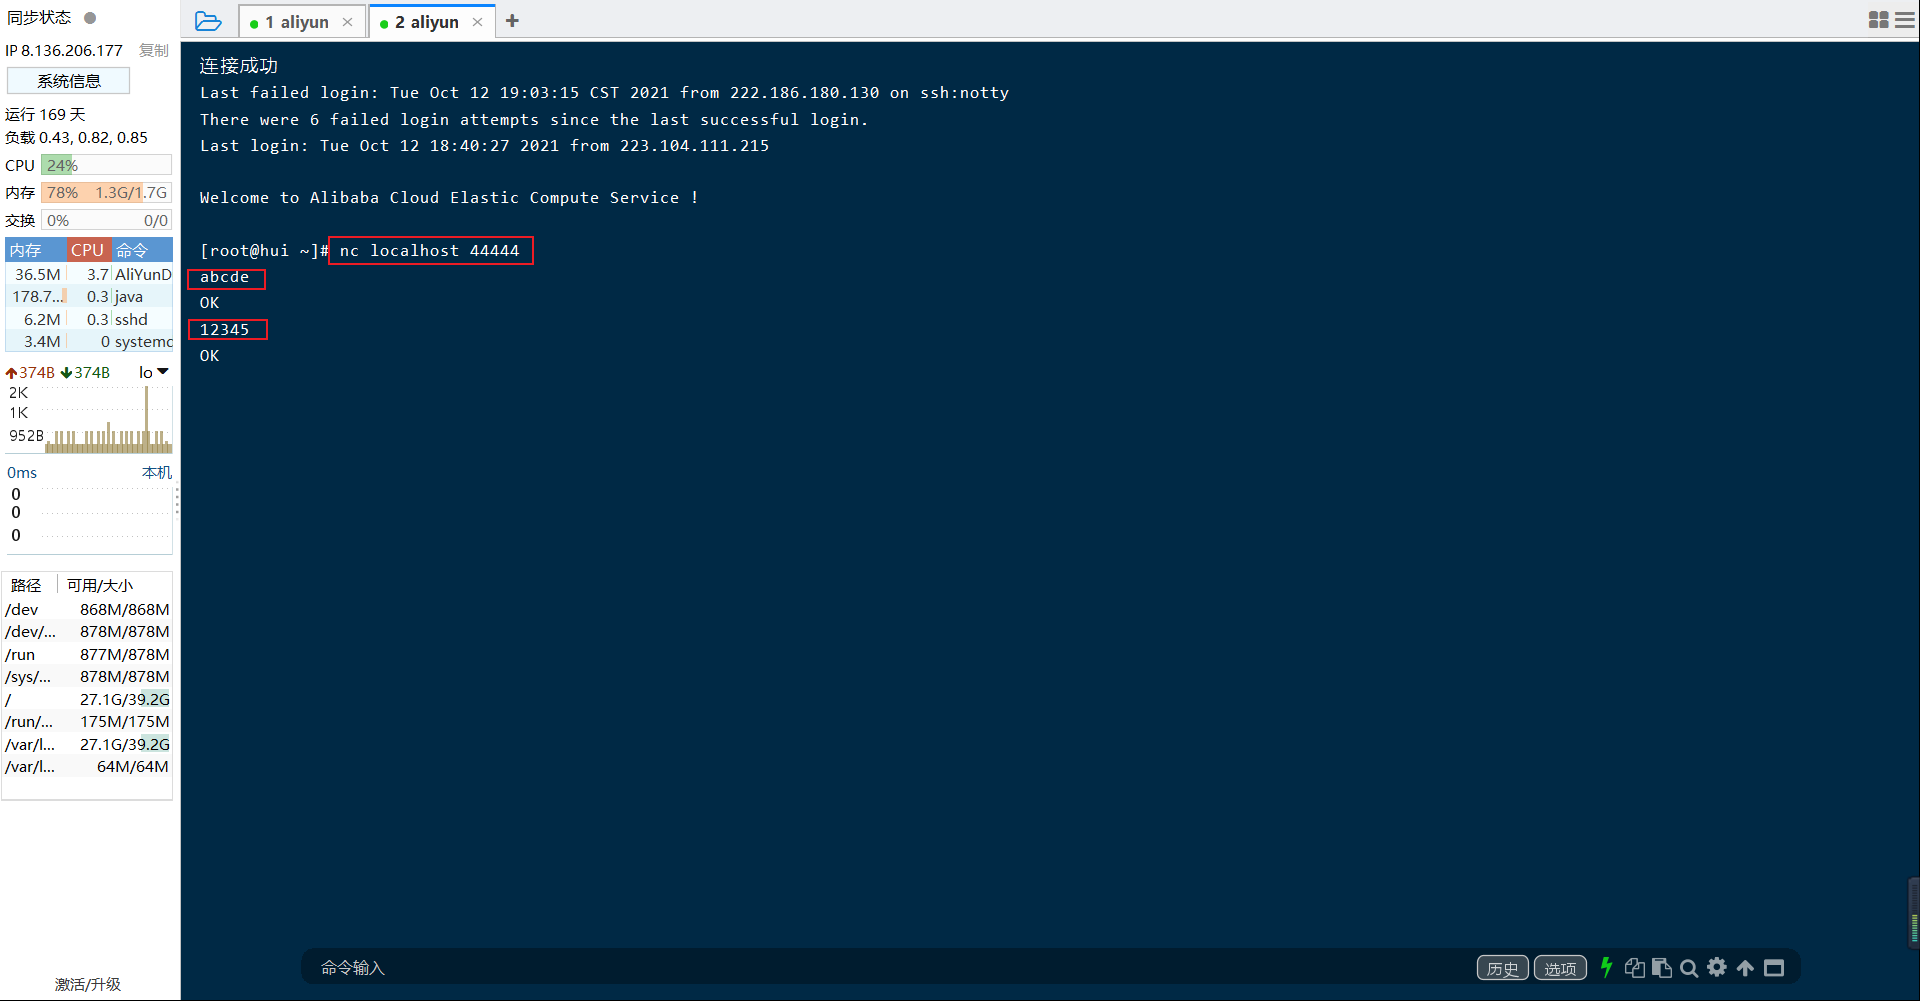 同步状态
IP 8.136.206.177 复制
系统信息
运行 169 天
负载 0.43, 0.82, 0.85
CPU 24%
内存 78% 1.3G/1.7G
交换 0% 0/0
内存 CPU 命令
36.5M 3.7 AliYunD
178.7... 0.3 java
6.2M 0.3 sshd
3.4M 0 systemd
374B 374B lo
2K
1K
952B
0ms 本机
0
0
0
路径 可用/大小
/dev 868M/868M
/dev/... 878M/878M
/run 877M/878M
/sys/... 878M/878M
/ 27.1G/39.2G
/run/... 175M/175M
/var/l... 27.1G/39.2G
/var/l... 64M/64M
激活/升级
1 aliyun × 2 aliyun × +
连接成功
Last failed login: Tue Oct 12 19:03:15 CST 2021 from 222.186.180.130 on ssh:notty
There were 6 failed login attempts since the last successful login.
Last login: Tue Oct 12 18:40:27 2021 from 223.104.111.215
Welcome to Alibaba Cloud Elastic Compute Service !
[root@hui ~]# nc localhost 44444
abcde
OK
12345
OK
命令输入 历史 选项